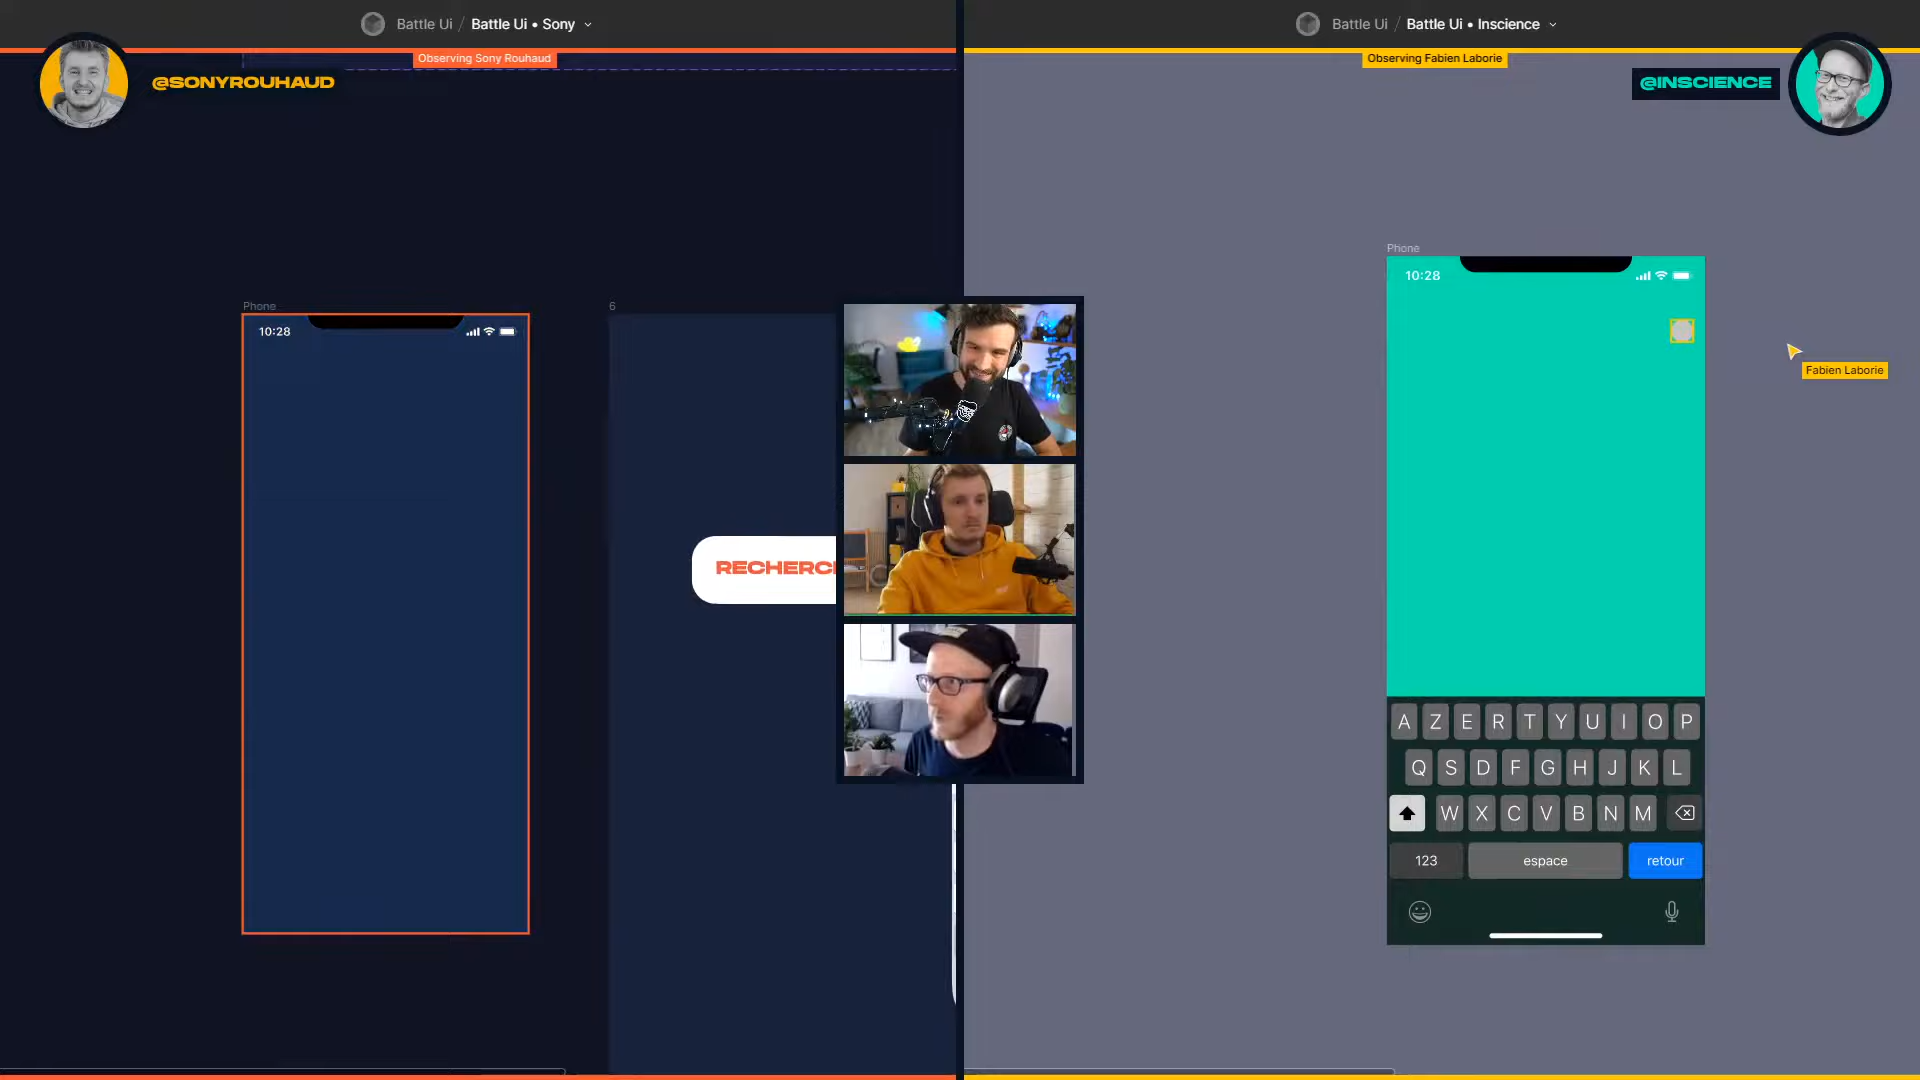 Battle Ui / Battle Ui • Sony
Observing Sony Rouhaud
@SONYROUHAUD
Phone
10:28
6
RECHERC
Battle Ui / Battle Ui • Inscience
Observing Fabien Laborie
@INSCIENCE
Phone
10:28
Fabien Laborie
A Z E R T Y U I O P
Q S D F G H J K L
W X C V B N M
123 espace retour